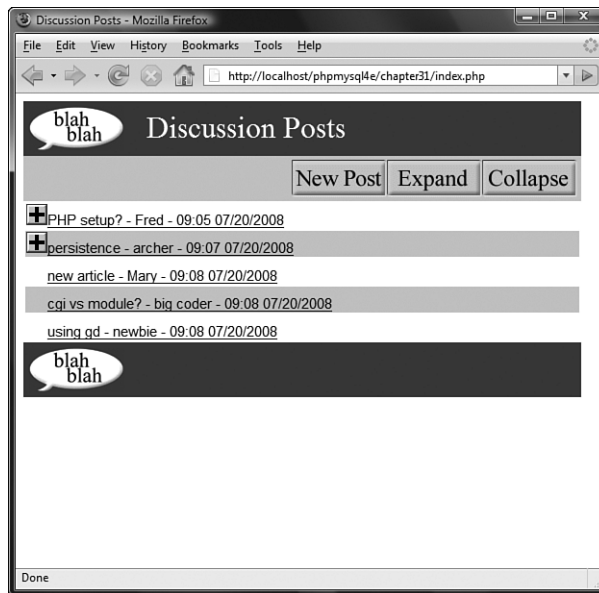 Discussion Posts - Mozilla Firefox
File Edit View History Bookmarks Tools Help
http://localhost/phpmysql4e/chapter31/index.php
blah
blah
Discussion Posts
New Post Expand Collapse
PHP setup? - Fred - 09:05 07/20/2008
persistence - archer - 09:07 07/20/2008
new article - Mary - 09:08 07/20/2008
cgi vs module? - big coder - 09:08 07/20/2008
using gd - newbie - 09:08 07/20/2008
blah
blah
Done